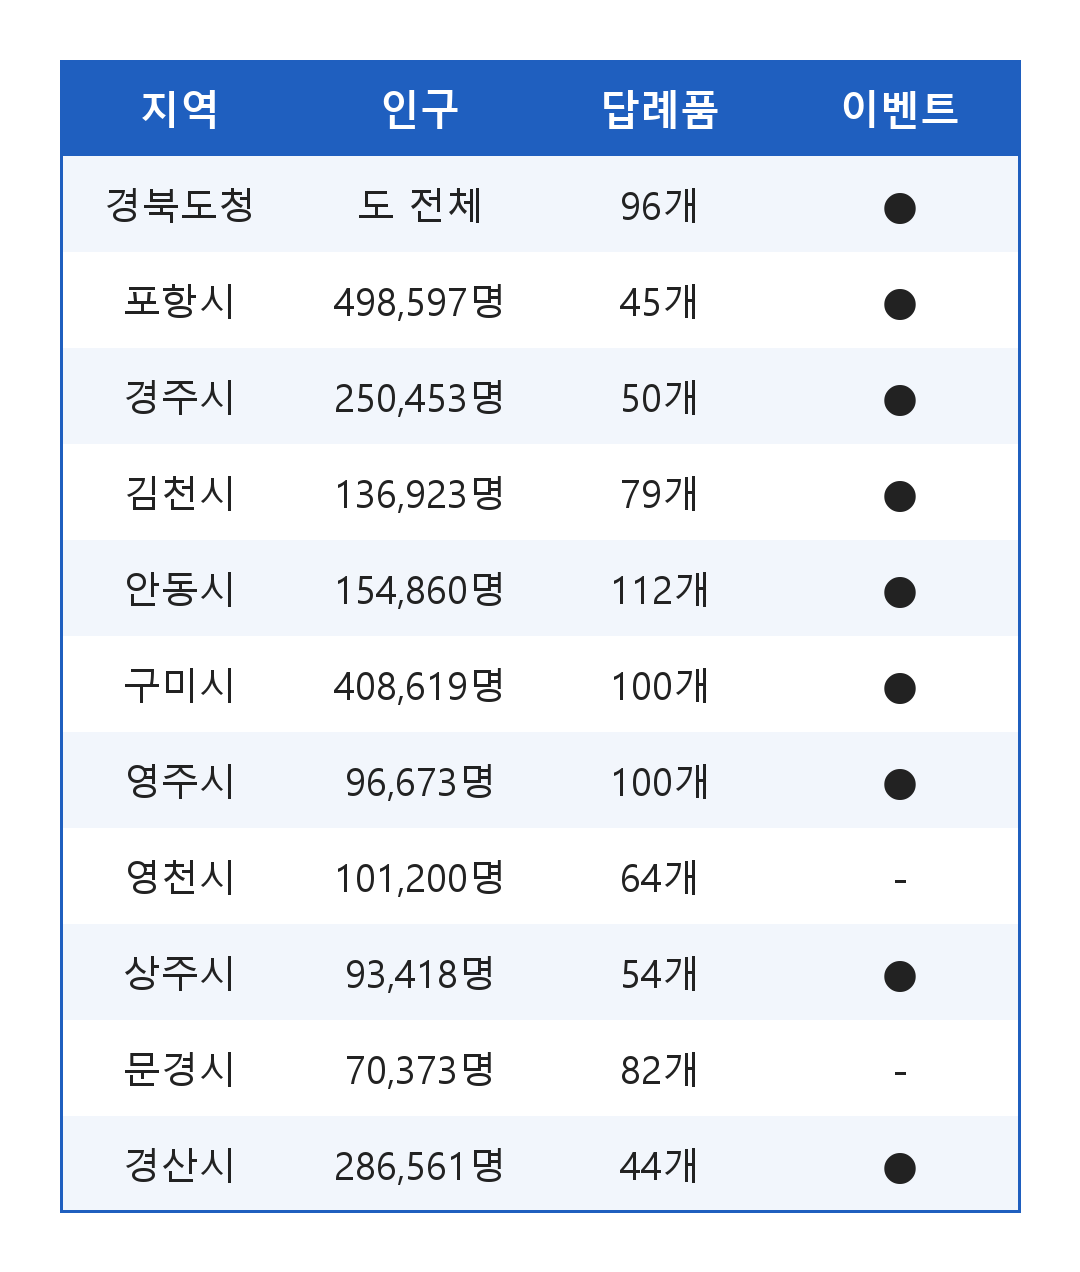 지역 인구 답례품 이벤트
경북도청 도 전체 96개 ●
포항시 498,597명 45개 ●
경주시 250,453명 50개 ●
김천시 136,923명 79개 ●
안동시 154,860명 112개 ●
구미시 408,619명 100개 ●
영주시 96,673명 100개 ●
영천시 101,200명 64개 -
상주시 93,418명 54개 ●
문경시 70,373명 82개 -
경산시 286,561명 44개 ●